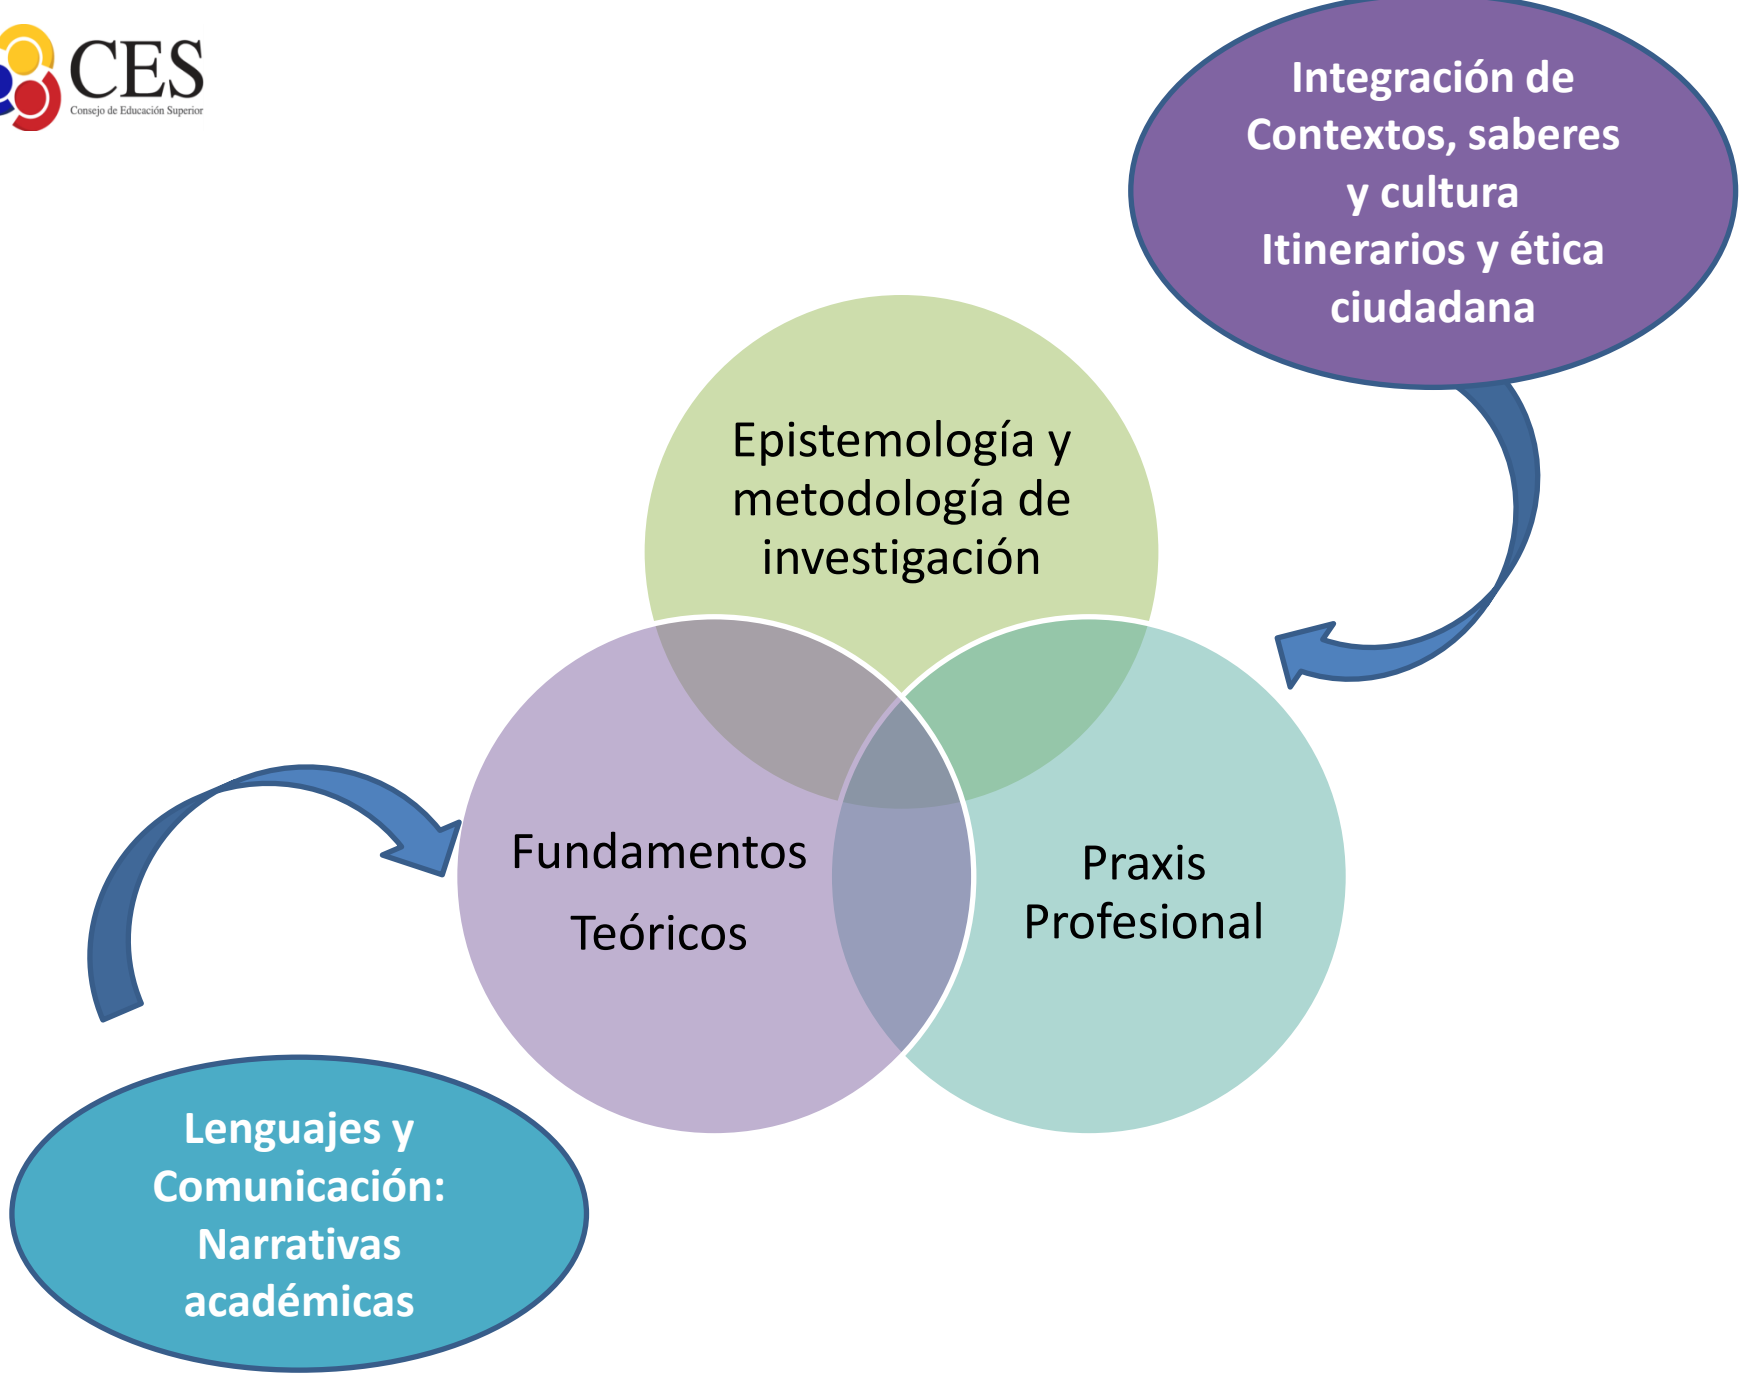 CES
Consejo de Educación Superior
Integración de
Contextos, saberes
y cultura
Itinerarios y ética
ciudadana
Epistemología y
metodología de
investigación
Fundamentos
Teóricos
Praxis
Profesional
Lenguajes y
Comunicación:
Narrativas
académicas